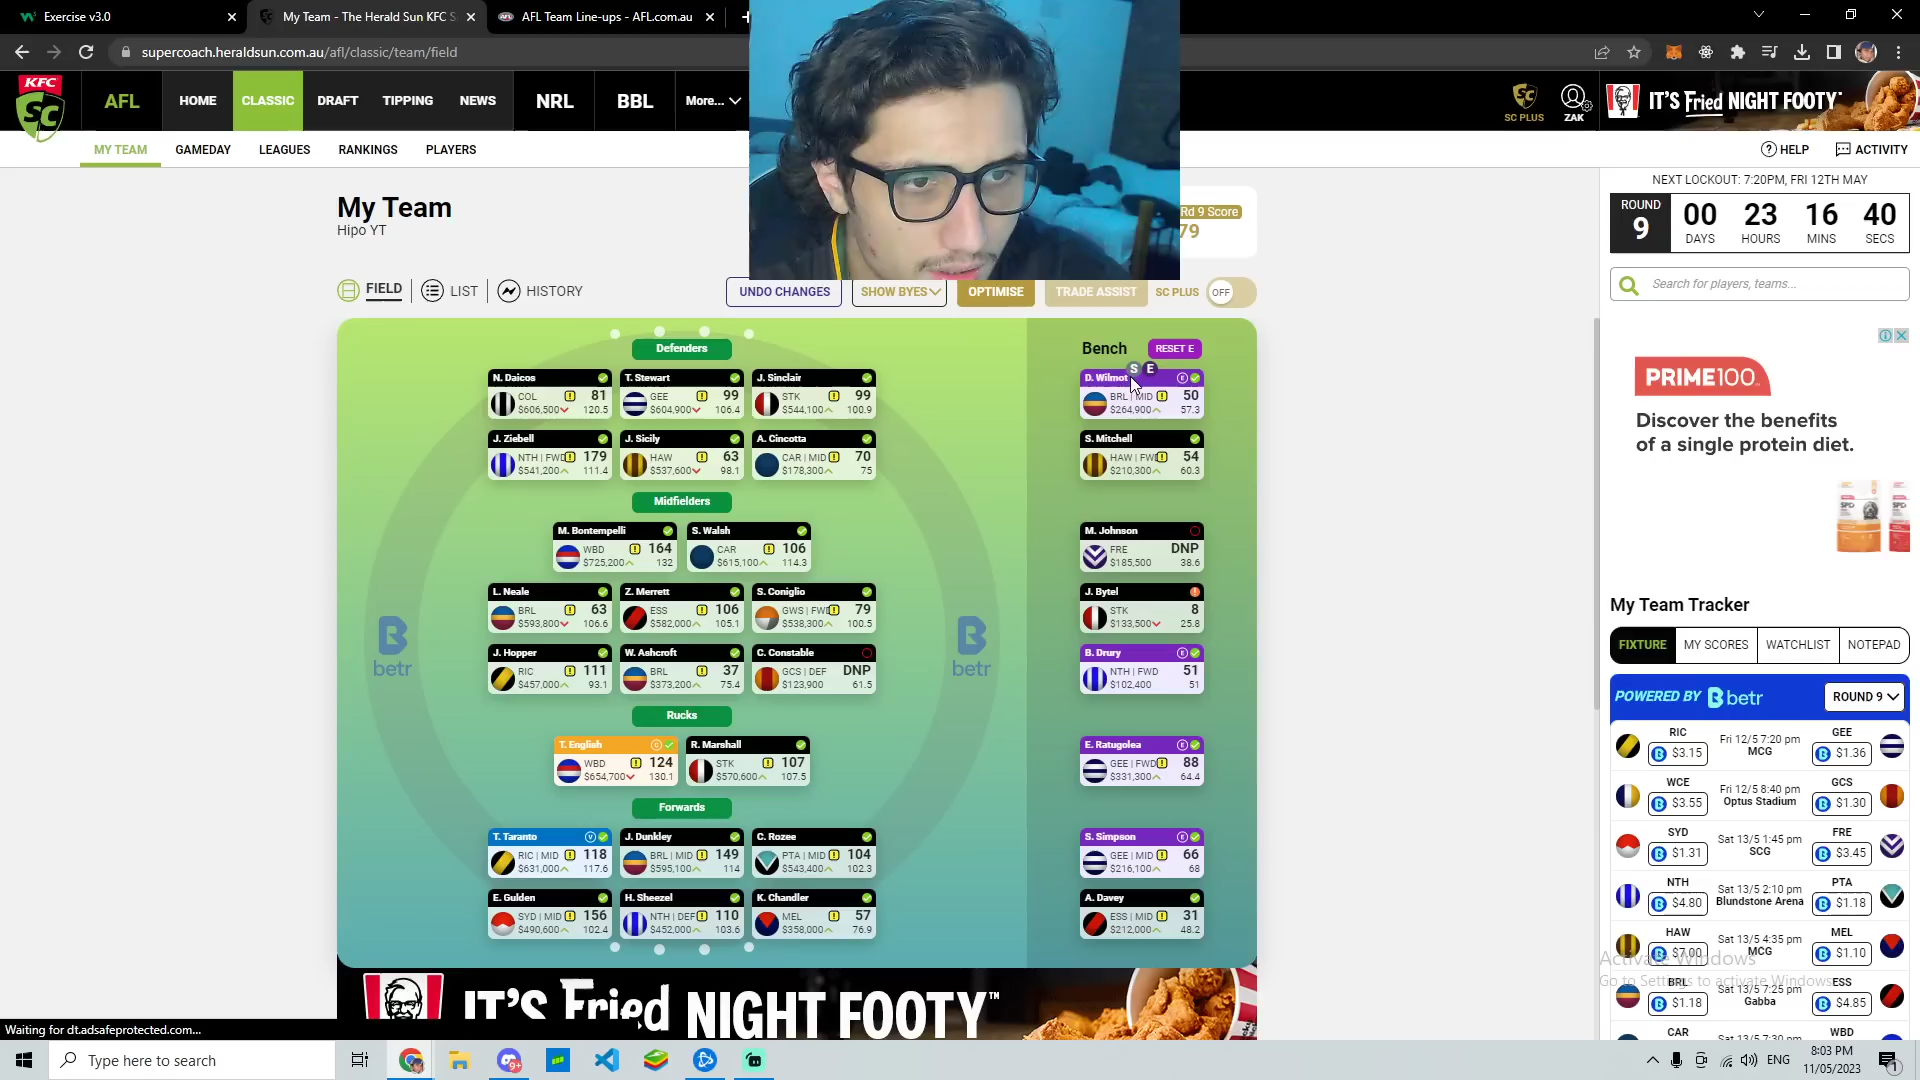 Exercise v3.0
My Team - The Herald Sun KFC S
AFL Team Line-ups - AFL.com.au
supercoach.heraldsun.com.au/afl/classic/team/field
KFC
SC
AFL
HOME
CLASSIC
DRAFT
TIPPING
NEWS
NRL
BBL
More...
SC PLUS
ZAK
IT'S Fried NIGHT FOOTY™
MY TEAM
GAMEDAY
LEAGUES
RANKINGS
PLAYERS
HELP
ACTIVITY
My Team
Hipo YT
Rd 9 Score
79
FIELD
LIST
HISTORY
UNDO CHANGES
SHOW BYES
OPTIMISE
TRADE ASSIST
SC PLUS
OFF
Defenders
N. Daicos
COL 81
$606,500 120.5
T. Stewart
GEE 99
$604,900 106.4
J. Sinclair
STK 99
$544,100 100.9
J. Ziebell
NTH | FWD 179
$541,200 111.4
J. Sicily
HAW 63
$537,600 98.1
A. Cincotta
CAR | MID 70
$178,300 75
Midfielders
M. Bontempelli
WBD 164
$725,200 132
S. Walsh
CAR 106
$615,100 114.3
L. Neale
BRL 63
$593,800 106.6
Z. Merrett
ESS 106
$582,000 105.1
S. Coniglio
GWS | FWD 79
$538,300 100.5
J. Hopper
RIC 111
$457,000 93.1
W. Ashcroft
BRL 37
$373,200 75.4
C. Constable
GCS | DEF DNP
$123,900 61.5
betr
betr
Rucks
T. English
WBD 124
$654,700 130.1
R. Marshall
STK 107
$570,600 107.5
Forwards
T. Taranto
RIC | MID 118
$631,000 117.6
J. Dunkley
BRL | MID 149
$595,100 114
C. Rozee
PTA | MID 104
$543,400 102.3
E. Gulden
SYD | MID 156
$490,600 102.4
H. Sheezel
NTH | DEF 110
$452,000 103.6
K. Chandler
MEL 57
$358,000 76.9
Bench
RESET E
S E
D. Wilmot
BRL | MID 50
$264,900 57.3
S. Mitchell
HAW | FWD 54
$210,300 60.3
M. Johnson
FRE DNP
$185,500 38.6
J. Bytel
STK 8
$133,500 25.8
B. Drury
NTH | FWD 51
$102,400 51
E. Ratugolea
GEE | FWD 88
$331,300 64.4
S. Simpson
GEE | MID 66
$216,100 68
A. Davey
ESS | MID 31
$212,000 48.2
IT'S Fried NIGHT FOOTY™
NEXT LOCKOUT: 7:20PM, FRI 12TH MAY
ROUND 9
00 DAYS
23 HOURS
16 MINS
40 SECS
Search for players, teams...
PRIME100™
Discover the benefits
of a single protein diet.
My Team Tracker
FIXTURE
MY SCORES
WATCHLIST
NOTEPAD
POWERED BY betr
ROUND 9
RIC $3.15
Fri 12/5 7:20 pm
MCG
GEE $1.36
WCE $3.55
Fri 12/5 8:40 pm
Optus Stadium
GCS $1.30
SYD $1.31
Sat 13/5 1:45 pm
SCG
FRE $3.45
NTH $4.80
Sat 13/5 2:10 pm
Blundstone Arena
PTA $1.18
HAW $7.00
Sat 13/5 4:35 pm
MCG
MEL $1.10
BRL $1.18
Sat 13/5 7:25 pm
Gabba
ESS $4.85
CAR
Sat 13/5 7:30 pm
WBD
Activate Windows
Go to Settings to activate Windows.
Waiting for dt.adsafeprotected.com...
Type here to search
9+
ENG
8:03 PM
11/05/2023
1